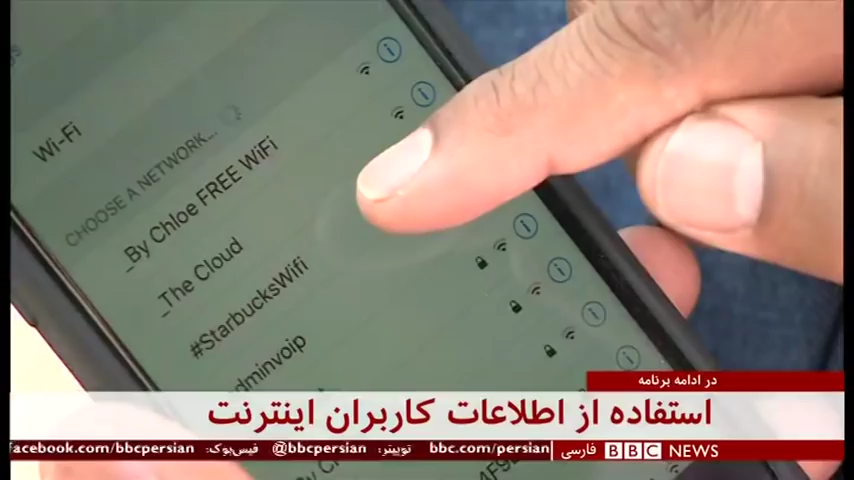 Wi-Fi
CHOOSE A NETWORK...
_By Chloe FREE WiFi
_The Cloud
#StarbucksWifi
dminvoip
در ادامه برنامه
استفاده از اطلاعات کاربران اینترنت
facebook.com/bbcpersian فیس‌بوک: @bbcpersian توییتر: bbc.com/persian فارسی BBC NEWS